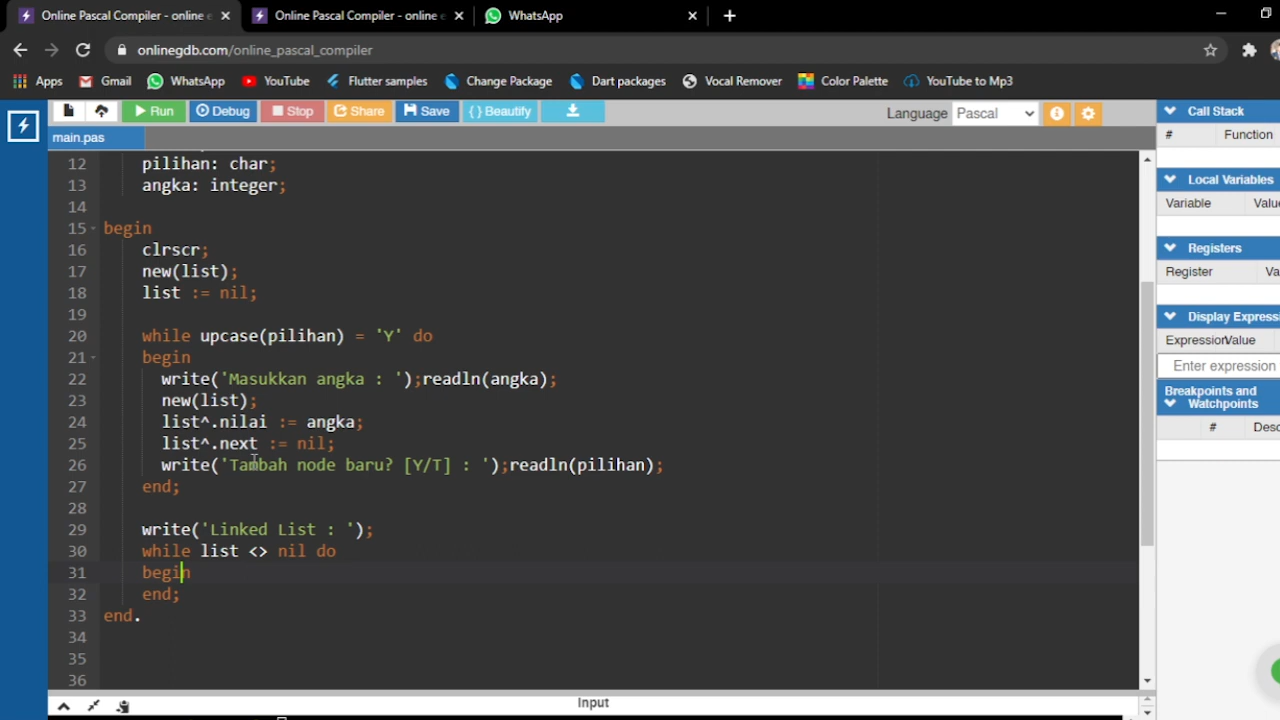 Online Pascal Compiler - online
Online Pascal Compiler - online
WhatsApp
onlinegdb.com/online_pascal_compiler
Apps Gmail WhatsApp YouTube Flutter samples Change Package Dart packages Vocal Remover Color Palette YouTube to Mp3
Run Debug Stop Share Save { } Beautify Language Pascal
main.pas
12 pilihan: char;
13 angka: integer;
14
15 begin
16 clrscr;
17 new(list);
18 list := nil;
19
20 while upcase(pilihan) = 'Y' do
21 begin
22 write('Masukkan angka : ');readln(angka);
23 new(list);
24 list^.nilai := angka;
25 list^.next := nil;
26 write('Tambah node baru? [Y/T] : ');readln(pilihan);
27 end;
28
29 write('Linked List : ');
30 while list <> nil do
31 begin
32 end;
33 end.
34
35
36
Input
Call Stack
# Function
Local Variables
Variable Value
Registers
Register Va
Display Expressi
Expression Value
Enter expression
Breakpoints and
Watchpoints
# Desc